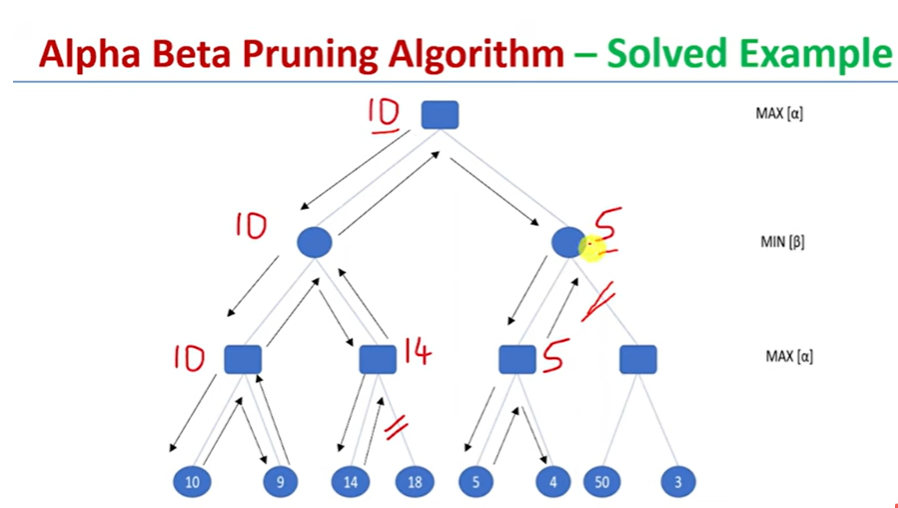 Alpha Beta Pruning Algorithm – Solved Example
10 MAX [α]
10 5 MIN [β]
10 14 5 MAX [α]
10 9 14 18 5 4 50 3